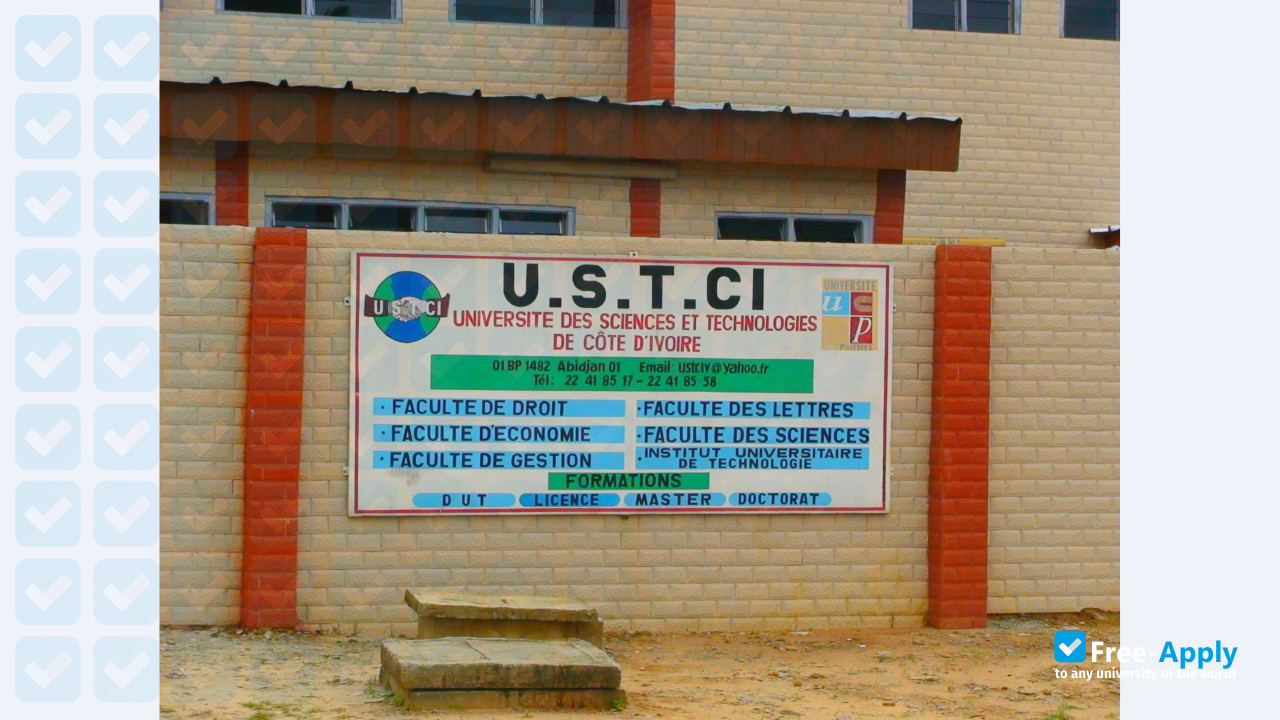 U.S.T.CI
U S T CI
UNIVERSITE DES SCIENCES ET TECHNOLOGIES
DE CÔTE D'IVOIRE
UNIVERSITE
U C P
Poitiers
01 BP 1482 Abidjan 01 Email: ustciv@yahoo.fr
Tél: 22 41 85 17 - 22 41 85 58
· FACULTE DE DROIT
· FACULTE D'ECONOMIE
· FACULTE DE GESTION
· FACULTE DES LETTRES
· FACULTE DES SCIENCES
· INSTITUT UNIVERSITAIRE
DE TECHNOLOGIE
FORMATIONS
DUT LICENCE MASTER DOCTORAT
Free-Apply
to any university of the world